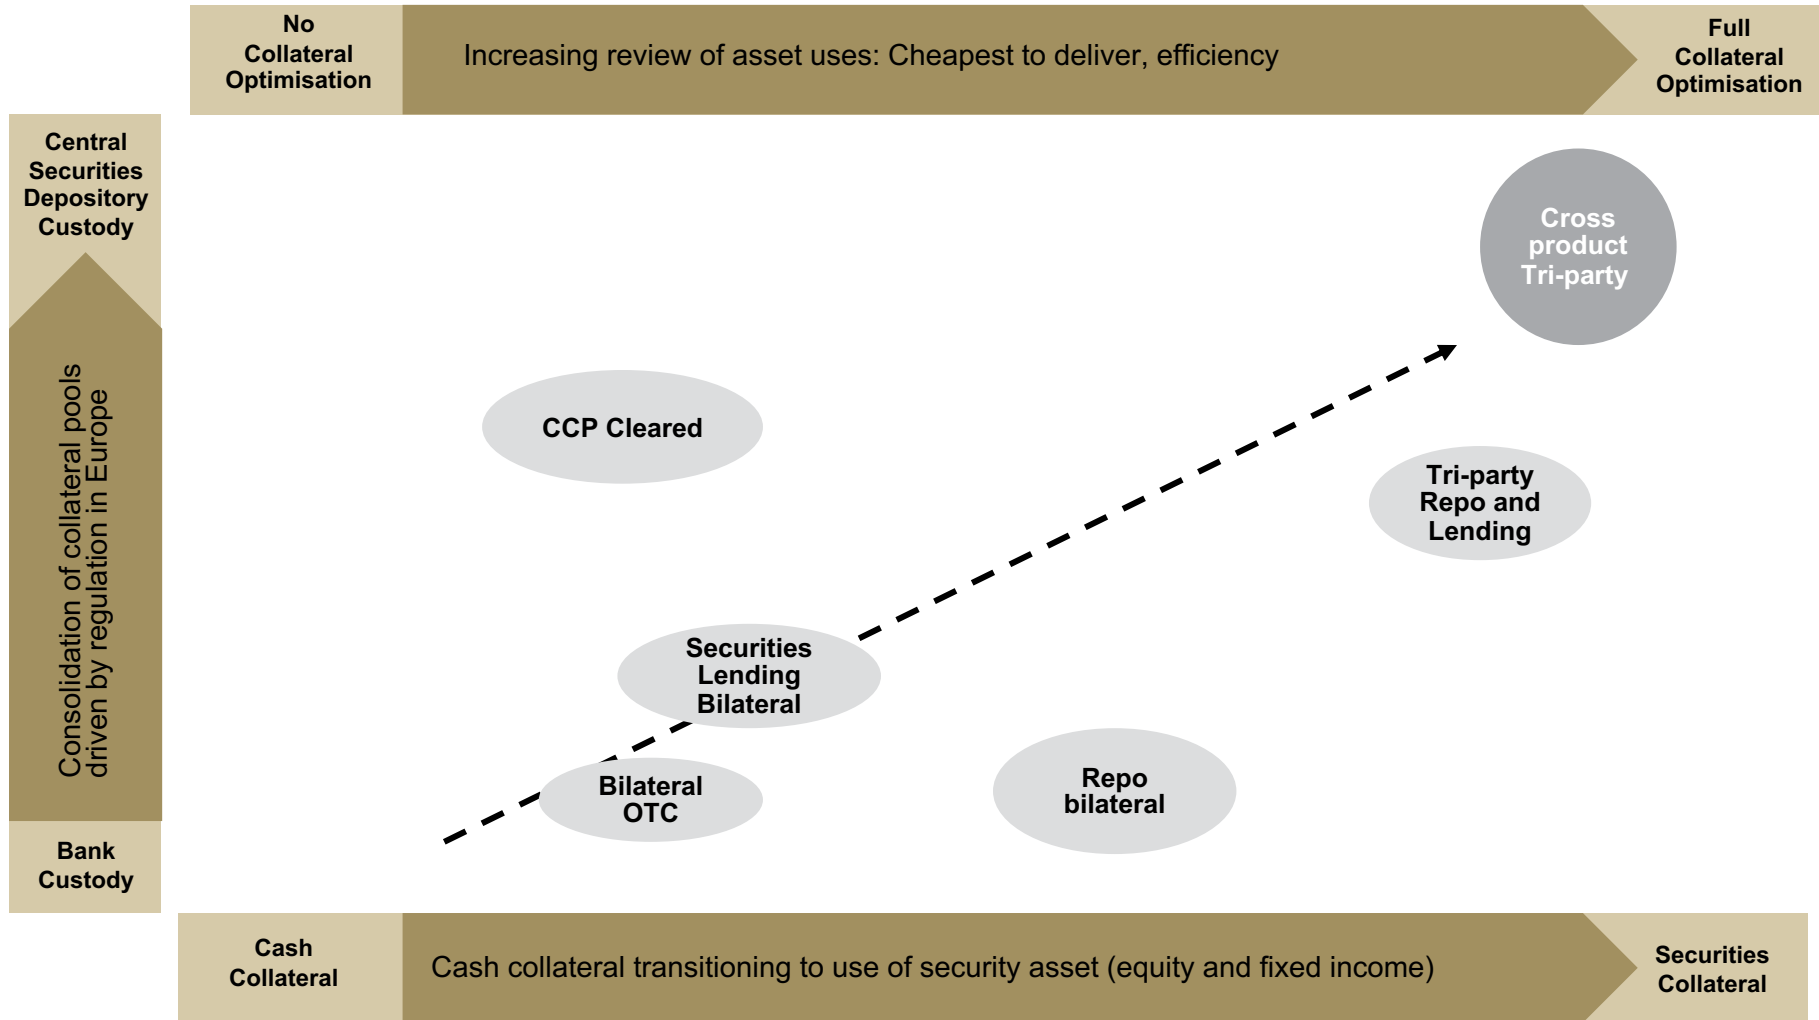 No
Collateral
Optimisation
Increasing review of asset uses: Cheapest to deliver, efficiency
Full
Collateral
Optimisation
Central
Securities
Depository
Custody
Consolidation of collateral pools
driven by regulation in Europe
Bank
Custody
Cross
product
Tri-party
CCP Cleared
Tri-party
Repo and
Lending
Securities
Lending
Bilateral
Bilateral
OTC
Repo
bilateral
Cash
Collateral
Cash collateral transitioning to use of security asset (equity and fixed income)
Securities
Collateral